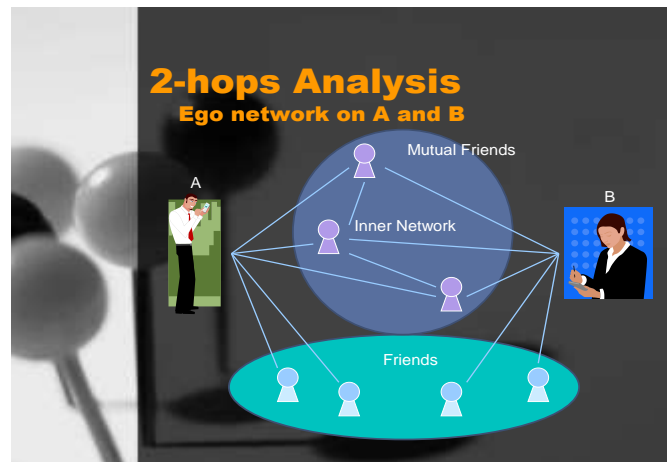 2-hops Analysis
Ego network on A and B
Mutual Friends
A
B
Inner Network
Friends